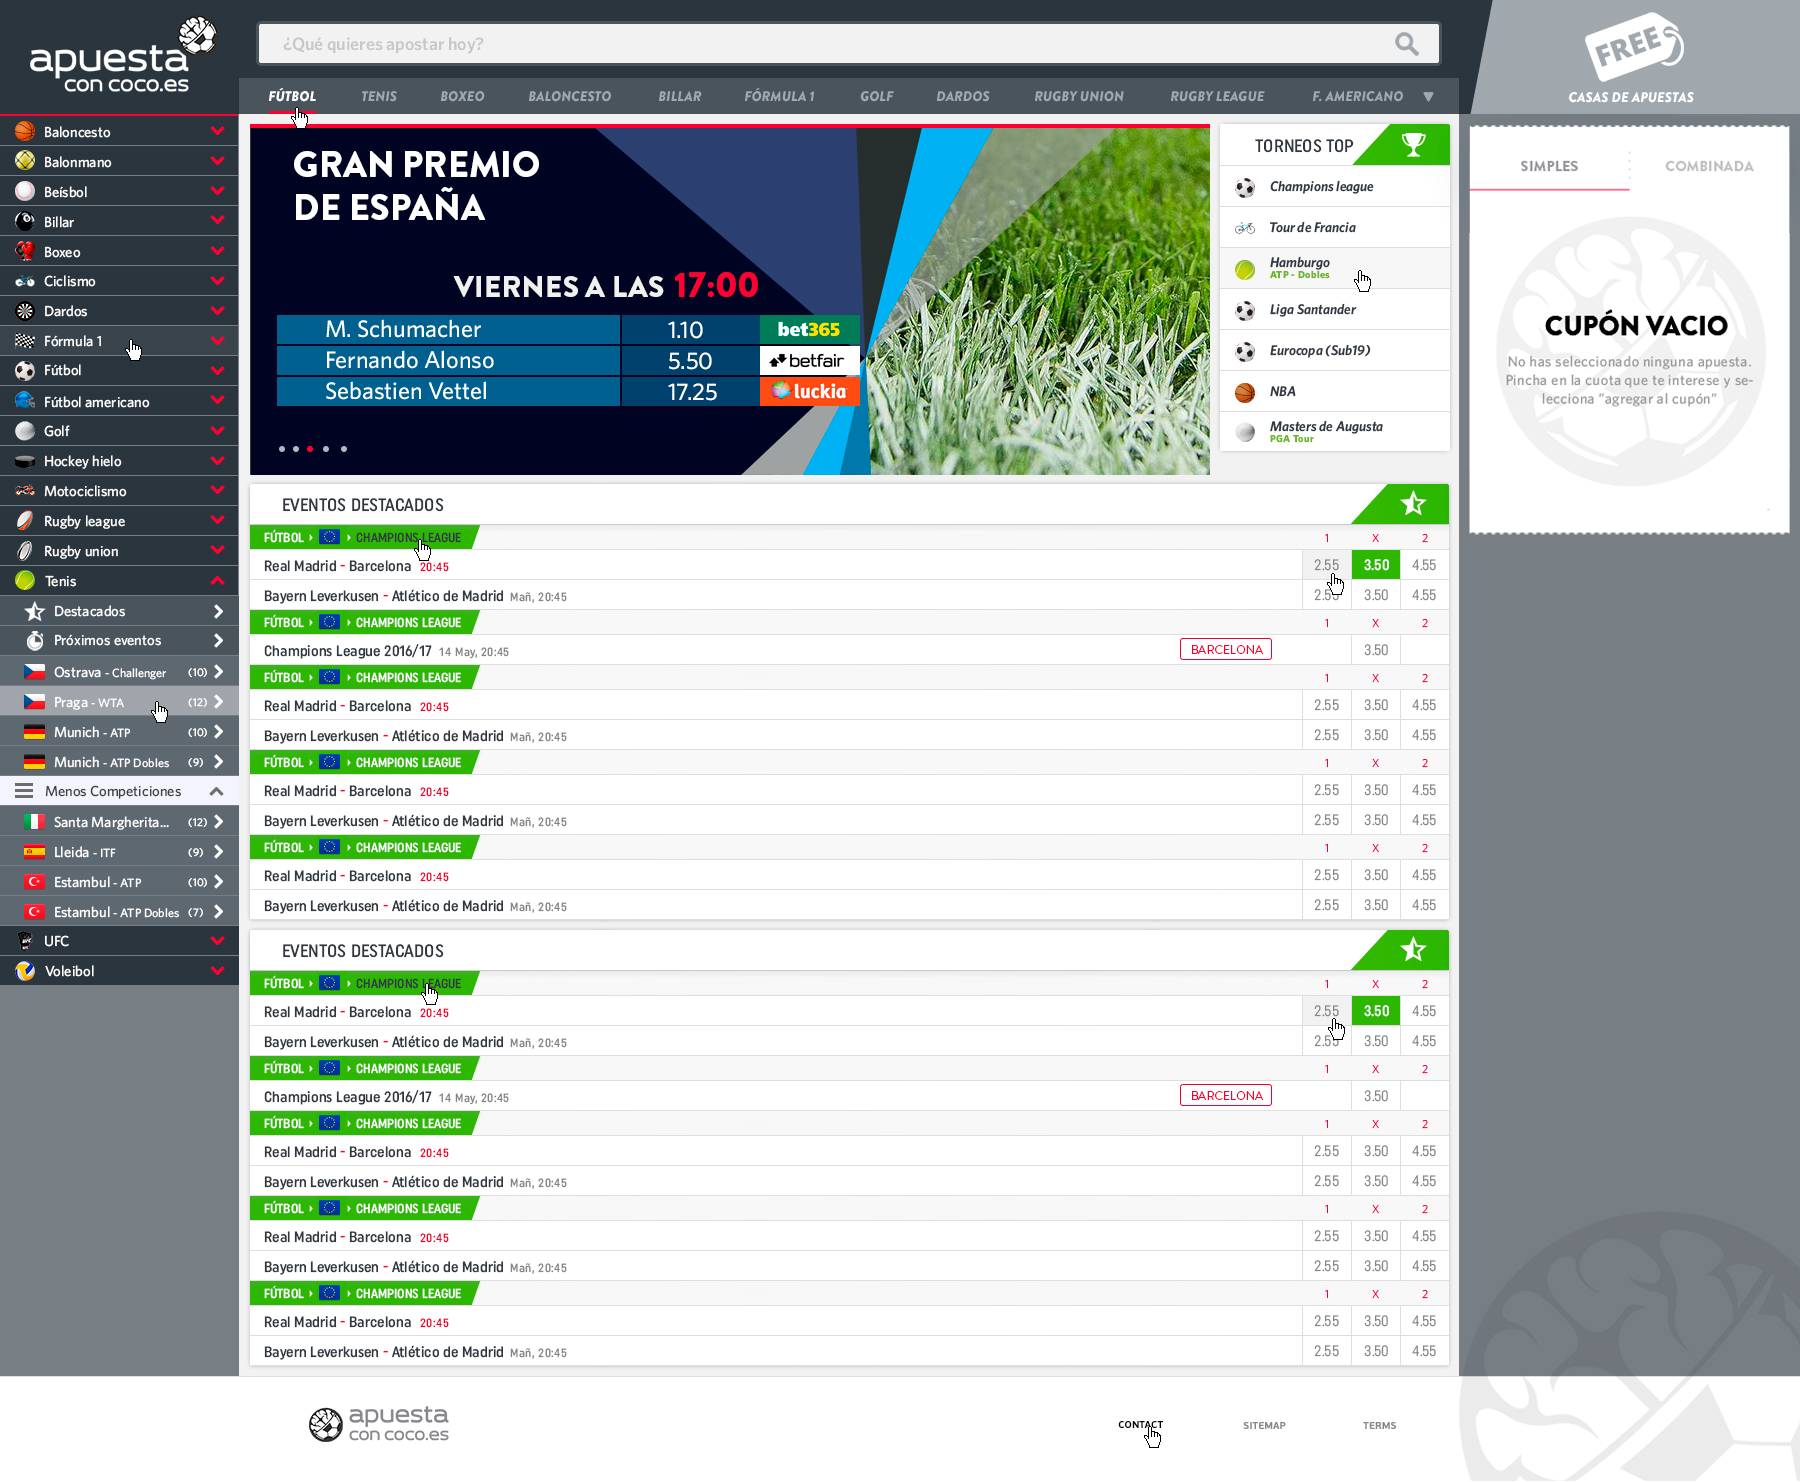 apuesta
con coco.es
¿Qué quieres apostar hoy?
FREE
CASAS DE APUESTAS
FÚTBOL TENIS BOXEO BALONCESTO BILLAR FÓRMULA 1 GOLF DARDOS RUGBY UNION RUGBY LEAGUE F. AMERICANO
Baloncesto
Balonmano
Beísbol
Billar
Boxeo
Ciclismo
Dardos
Fórmula 1
Fútbol
Fútbol americano
Golf
Hockey hielo
Motociclismo
Rugby league
Rugby union
Tenis
Destacados
Próximos eventos
Ostrava - Challenger (10)
Praga - WTA (12)
Munich - ATP (10)
Munich - ATP Dobles (9)
Menos Competiciones
Santa Margherita... (12)
Lleida - ITF (9)
Estambul - ATP (10)
Estambul - ATP Dobles (7)
UFC
Voleibol
GRAN PREMIO
DE ESPAÑA
VIERNES A LAS 17:00
M. Schumacher 1.10 bet365
Fernando Alonso 5.50 betfair
Sebastien Vettel 17.25 luckia
TORNEOS TOP
Champions league
Tour de Francia
Hamburgo
ATP - Dobles
Liga Santander
Eurocopa (Sub19)
NBA
Masters de Augusta
PGA Tour
SIMPLES COMBINADA
CUPÓN VACIO
No has seleccionado ninguna apuesta.
Pincha en la cuota que te interese y se-
lecciona "agregar al cupón"
EVENTOS DESTACADOS
FÚTBOL CHAMPIONS LEAGUE 1 X 2
Real Madrid - Barcelona 20:45 2.55 3.50 4.55
Bayern Leverkusen - Atlético de Madrid Mañ, 20:45 2.55 3.50 4.55
FÚTBOL CHAMPIONS LEAGUE 1 X 2
Champions League 2016/17 14 May, 20:45 BARCELONA 3.50
FÚTBOL CHAMPIONS LEAGUE 1 X 2
Real Madrid - Barcelona 20:45 2.55 3.50 4.55
Bayern Leverkusen - Atlético de Madrid Mañ, 20:45 2.55 3.50 4.55
FÚTBOL CHAMPIONS LEAGUE 1 X 2
Real Madrid - Barcelona 20:45 2.55 3.50 4.55
Bayern Leverkusen - Atlético de Madrid Mañ, 20:45 2.55 3.50 4.55
FÚTBOL CHAMPIONS LEAGUE 1 X 2
Real Madrid - Barcelona 20:45 2.55 3.50 4.55
Bayern Leverkusen - Atlético de Madrid Mañ, 20:45 2.55 3.50 4.55
EVENTOS DESTACADOS
FÚTBOL CHAMPIONS LEAGUE 1 X 2
Real Madrid - Barcelona 20:45 2.55 3.50 4.55
Bayern Leverkusen - Atlético de Madrid Mañ, 20:45 2.55 3.50 4.55
FÚTBOL CHAMPIONS LEAGUE 1 X 2
Champions League 2016/17 14 May, 20:45 BARCELONA 3.50
FÚTBOL CHAMPIONS LEAGUE 1 X 2
Real Madrid - Barcelona 20:45 2.55 3.50 4.55
Bayern Leverkusen - Atlético de Madrid Mañ, 20:45 2.55 3.50 4.55
FÚTBOL CHAMPIONS LEAGUE 1 X 2
Real Madrid - Barcelona 20:45 2.55 3.50 4.55
Bayern Leverkusen - Atlético de Madrid Mañ, 20:45 2.55 3.50 4.55
FÚTBOL CHAMPIONS LEAGUE 1 X 2
Real Madrid - Barcelona 20:45 2.55 3.50 4.55
Bayern Leverkusen - Atlético de Madrid Mañ, 20:45 2.55 3.50 4.55
apuesta
con coco.es
CONTACT SITEMAP TERMS